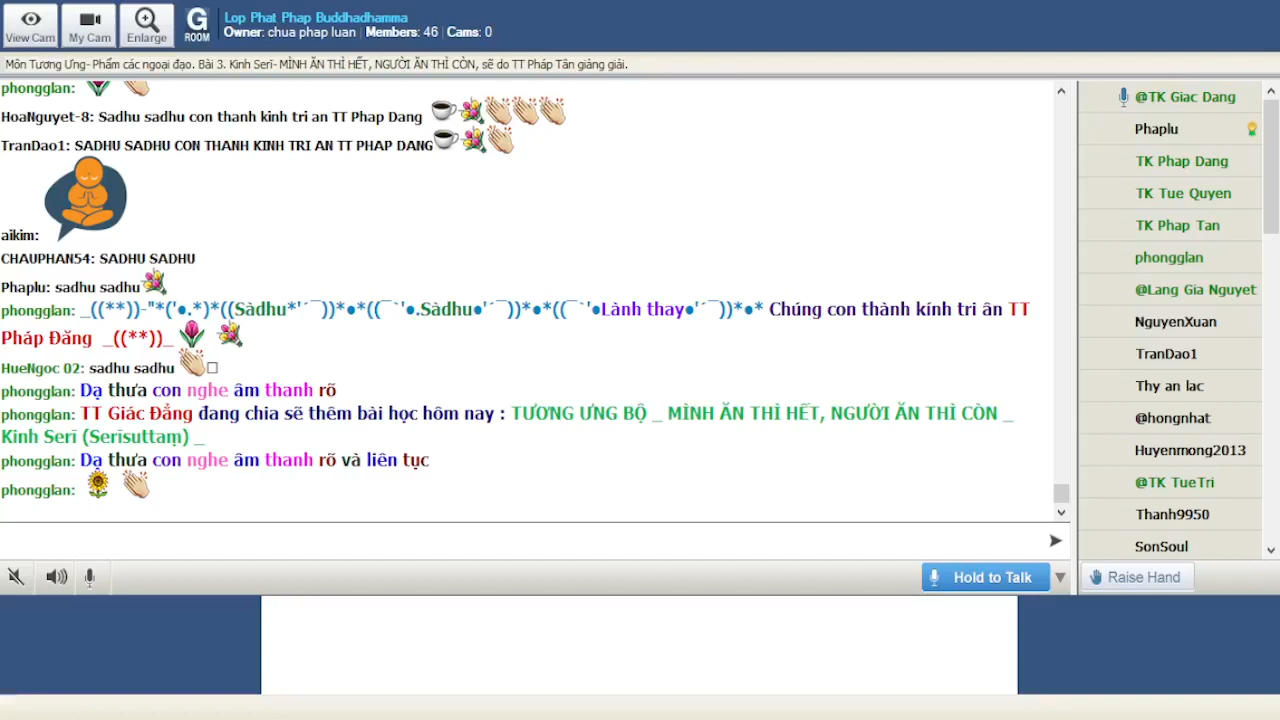 View Cam
My Cam
Enlarge
G
ROOM
Lop Phat Phap Buddhadhamma
Owner: chua phap luan | Members: 46 | Cams: 0
Môn Tương Ưng- Phẩm các ngoại đạo. Bài 3. Kinh Serī- MÌNH ĂN THÌ HẾT, NGƯỜI ĂN THÌ CÒN, sẽ do TT Pháp Tân giảng giải.
phongglan:
HoaNguyet-8: Sadhu sadhu con thanh kinh tri an TT Phap Dang
TranDao1: SADHU SADHU CON THANH KINH TRI AN TT PHAP DANG
aikim:
CHAUPHAN54: SADHU SADHU
Phaplu: sadhu sadhu
phongglan: _((**))-"*('●.*)*((Sàdhu*'´¯))*●*((¯`'●.Sàdhu●'´¯))*●*((¯`'●Lành thay●'´¯))*●* Chúng con thành kính tri ân TT
Pháp Đăng _((**))_
HueNgoc 02: sadhu sadhu
phongglan: Dạ thưa con nghe âm thanh rõ
phongglan: TT Giác Đẳng đang chia sẽ thêm bài học hôm nay : TƯƠNG ƯNG BỘ _ MÌNH ĂN THÌ HẾT, NGƯỜI ĂN THÌ CÒN _
Kinh Serī (Serīsuttaṃ) _
phongglan: Dạ thưa con nghe âm thanh rõ và liên tục
phongglan:
Hold to Talk
@TK Giac Dang
Phaplu
TK Phap Dang
TK Tue Quyen
TK Phap Tan
phongglan
@Lang Gia Nguyet
NguyenXuan
TranDao1
Thy an lac
@hongnhat
Huyenmong2013
@TK TueTri
Thanh9950
SonSoul
Raise Hand